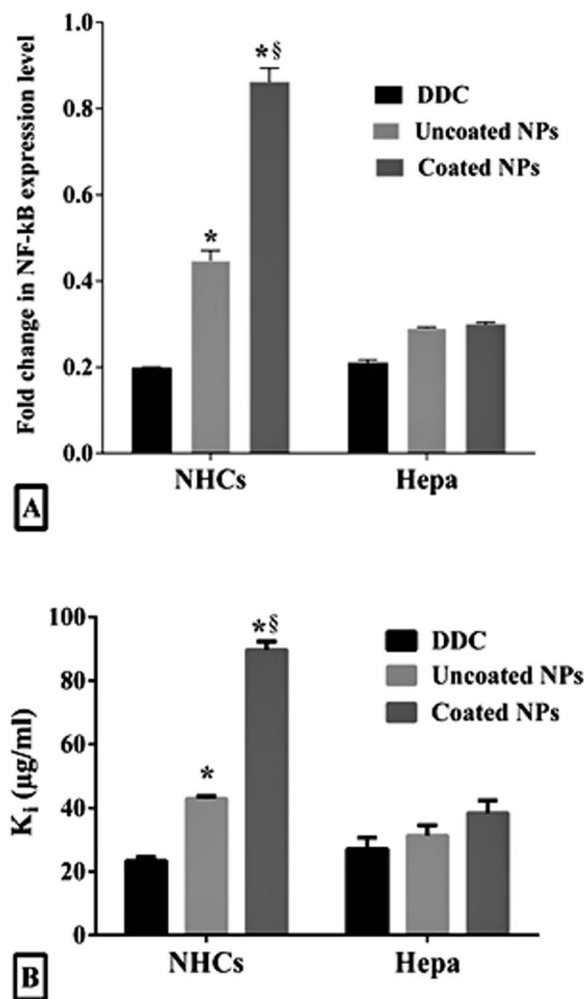 Fold change in NF-kB expression level
1.0
0.8
0.6
0.4
0.2
0.0
*
*§
DDC
Uncoated NPs
Coated NPs
NHCs
Hepa
A
K_i (µg/ml)
100
80
60
40
20
0
*
*§
DDC
Uncoated NPs
Coated NPs
NHCs
Hepa
B